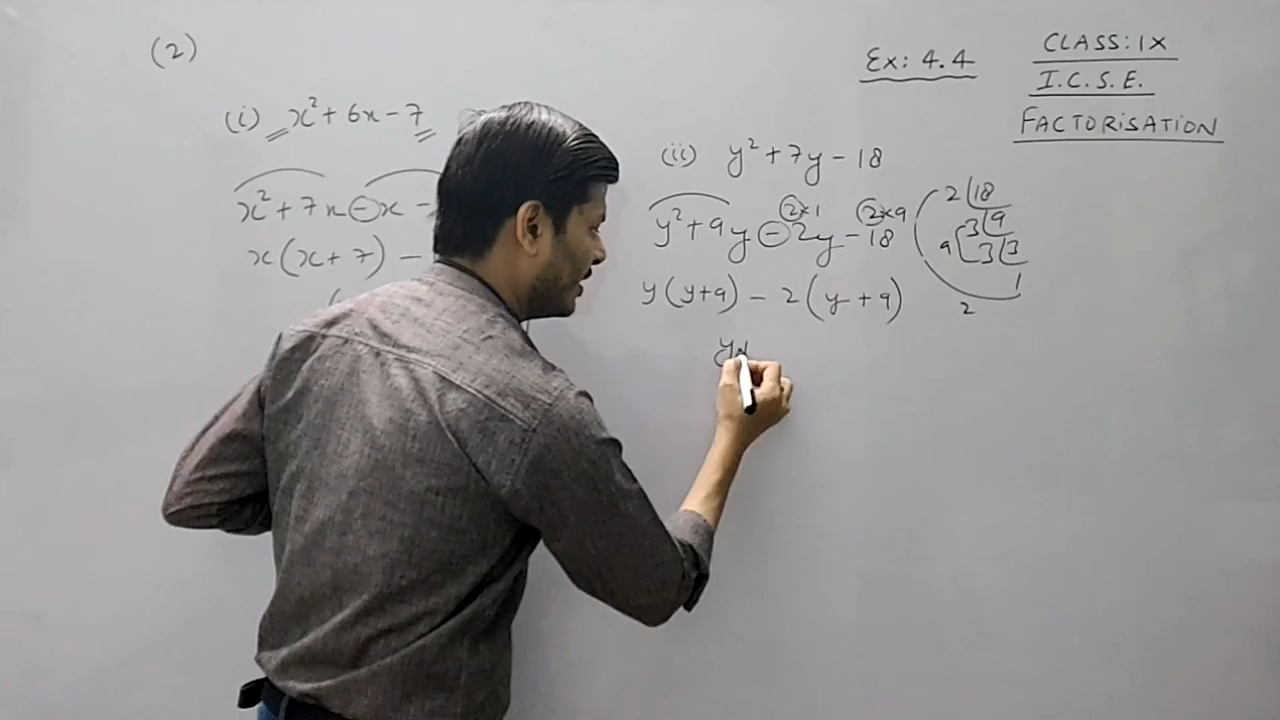 (2)
Ex: 4.4
CLASS: IX
I.C.S.E.
FACTORISATION
(i) x² + 6x - 7
x² + 7x - x -
x(x + 7) -
(ii) y² + 7y - 18
2×1 2×9
y² + 9y - 2y - 18
y(y+9) - 2(y + 9)
y
2 | 18
3 | 9
9 3 | 3
1
2